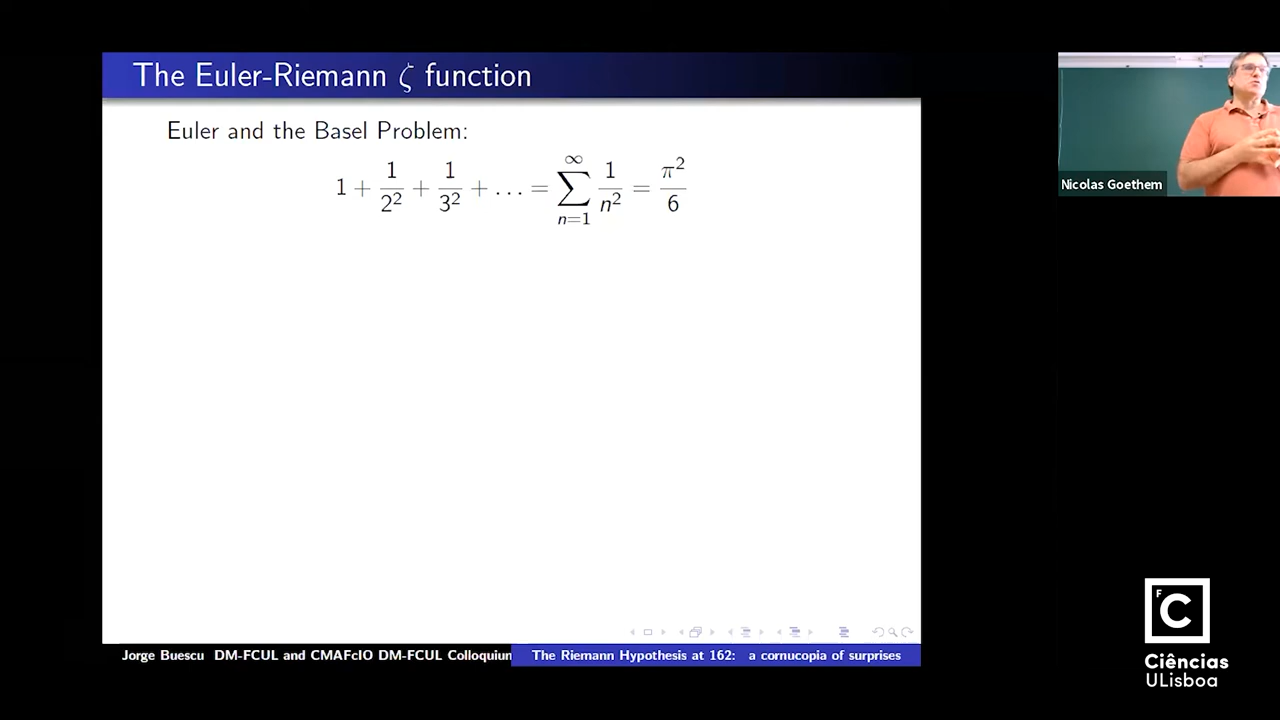 The Euler-Riemann ζ function
Euler and the Basel Problem:
1 + 1/2² + 1/3² + ... = ∑_{n=1}^{∞} 1/n² = π²/6
Nicolas Goethem
Jorge Buescu DM-FCUL and CMAFcIO DM-FCUL Colloquium
The Riemann Hypothesis at 162: a cornucopia of surprises
F
C
Ciências
ULisboa